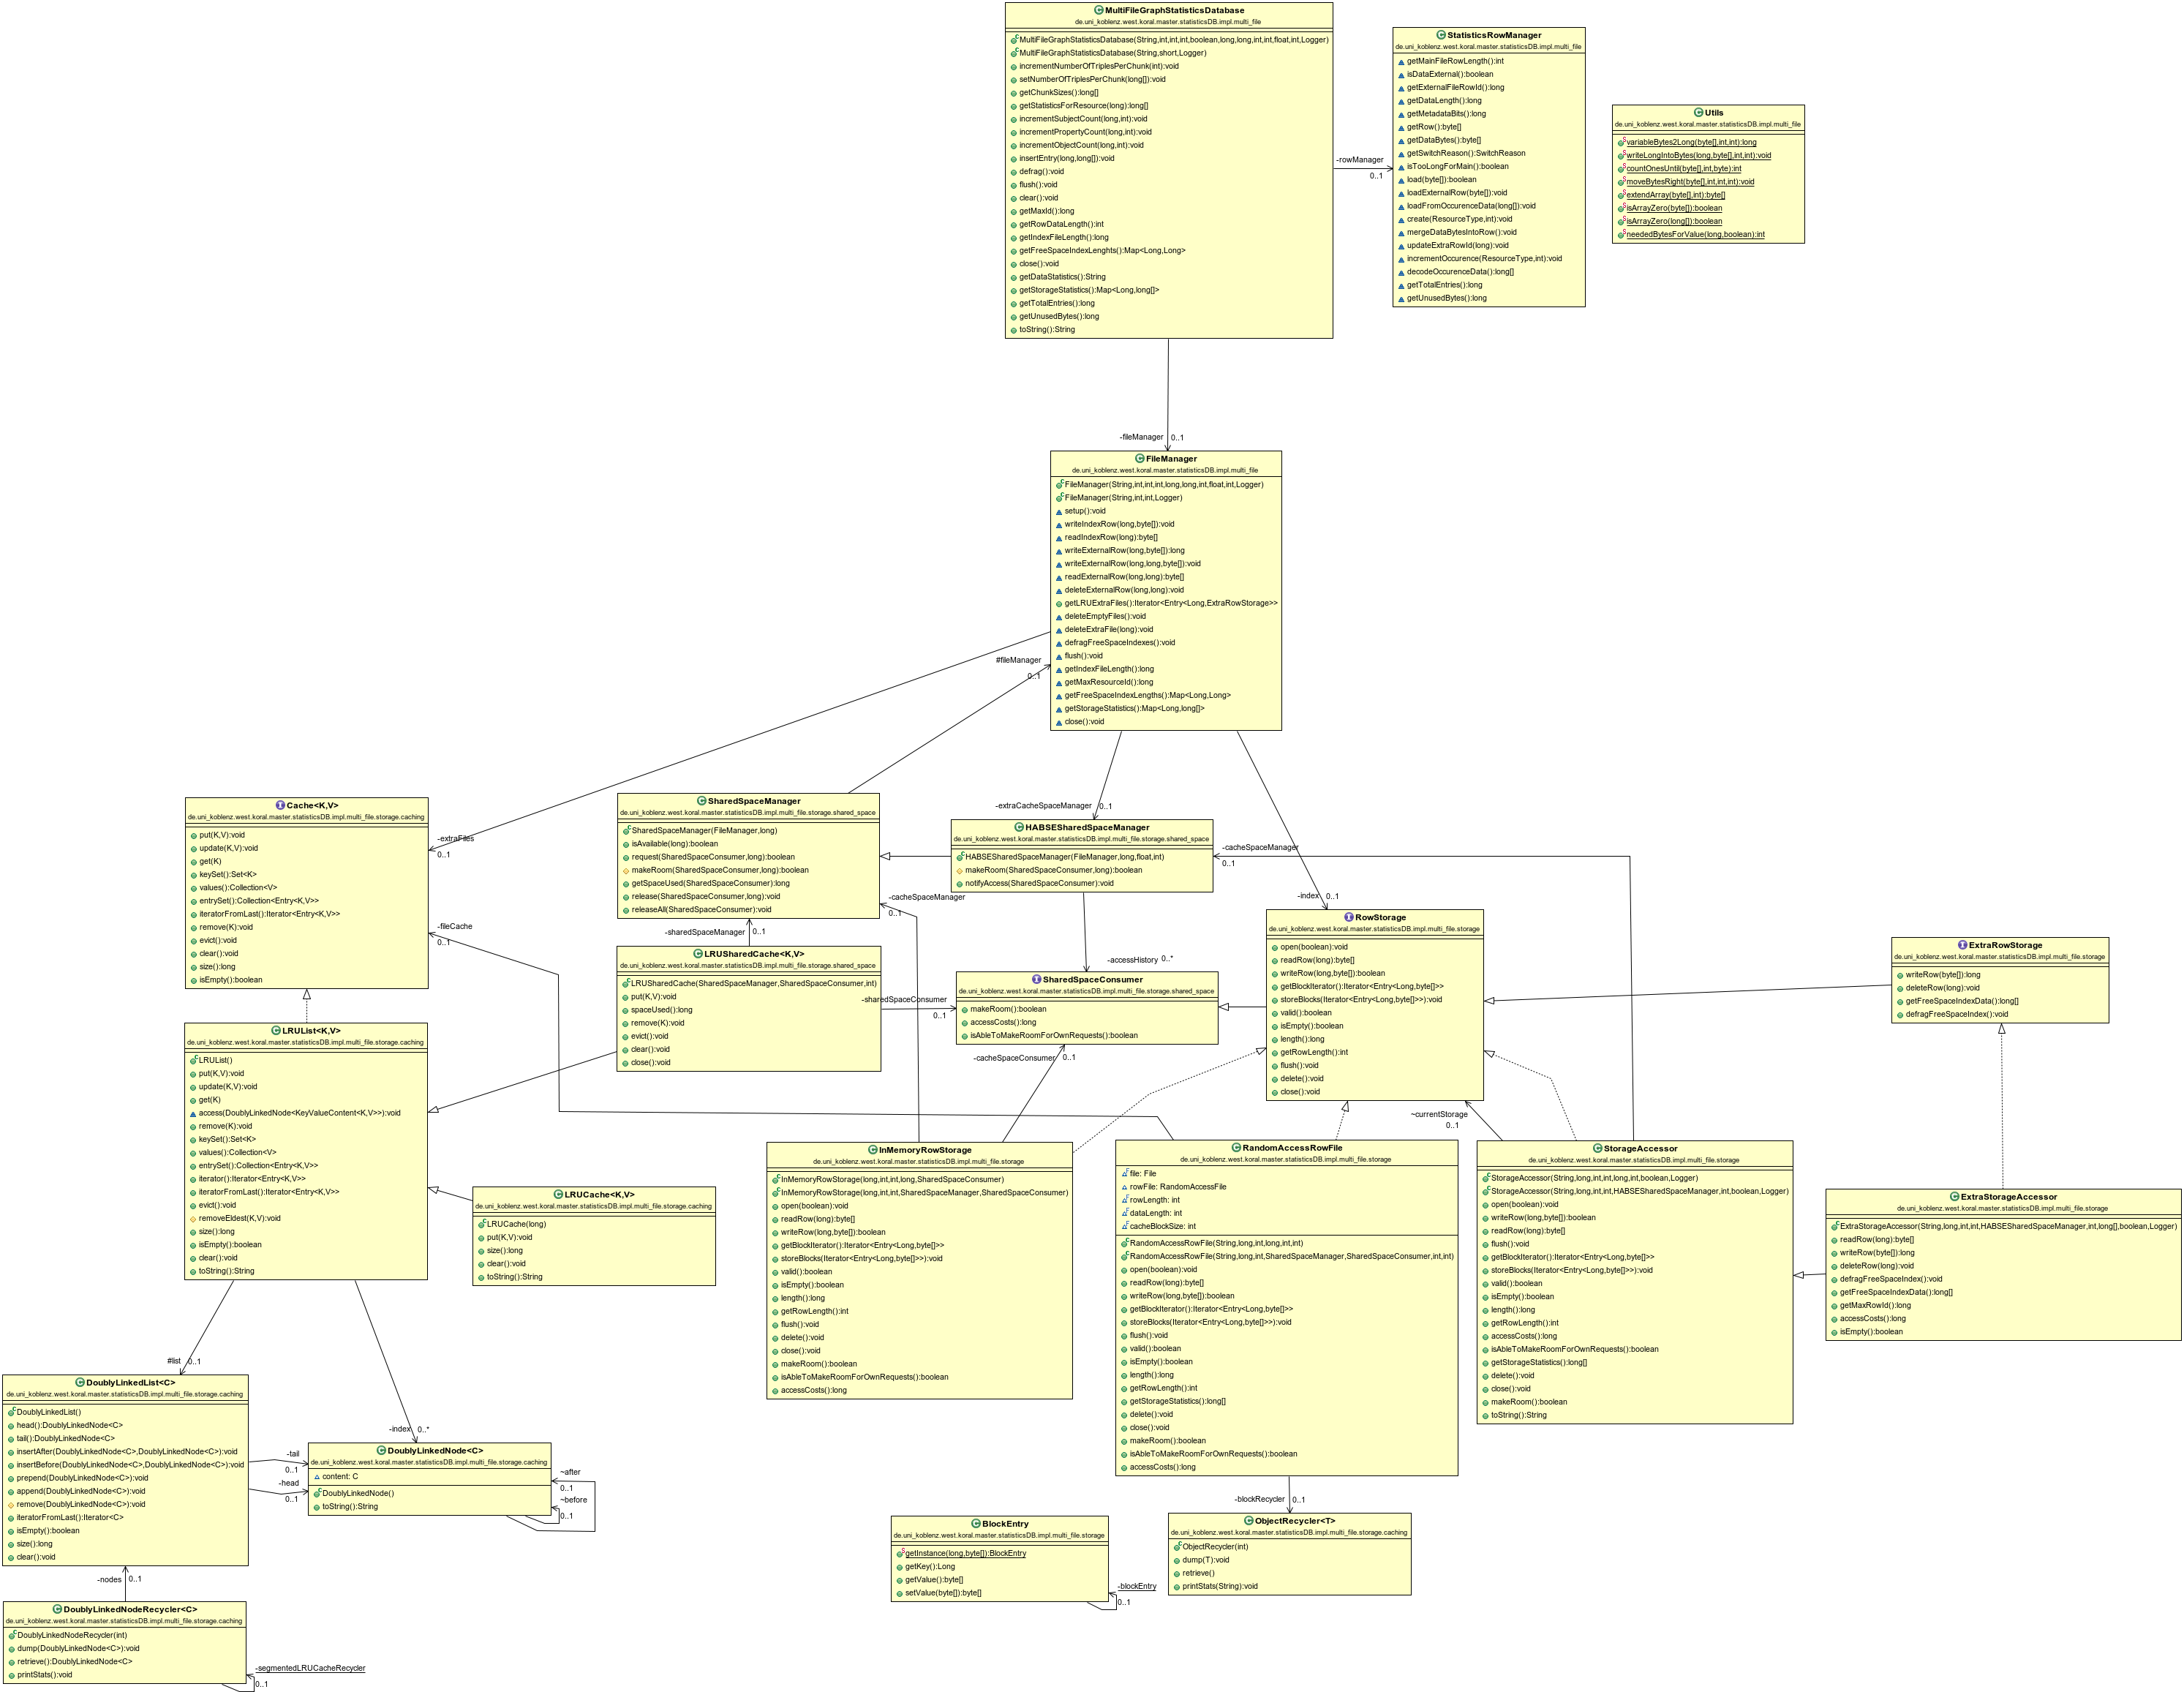 MultiFileGraphStatisticsDatabase
de.uni_koblenz.west.koral.master.statisticsDB.impl.multi_file
MultiFileGraphStatisticsDatabase(String,int,int,int,boolean,long,long,int,int,float,int,Logger)
MultiFileGraphStatisticsDatabase(String,short,Logger)
incrementNumberOfTriplesPerChunk(int):void
setNumberOfTriplesPerChunk(long[]):void
getChunkSizes():long[]
getStatisticsForResource(long):long[]
incrementSubjectCount(long,int):void
incrementPropertyCount(long,int):void
incrementObjectCount(long,int):void
insertEntry(long,long[]):void
defrag():void
flush():void
clear():void
getMaxId():long
getRowDataLength():int
getIndexFileLength():long
getFreeSpaceIndexLenghts():Map<Long,Long>
close():void
getDataStatistics():String
getStorageStatistics():Map<Long,long[]>
getTotalEntries():long
getUnusedBytes():long
toString():String
-rowManager
0..1
StatisticsRowManager
de.uni_koblenz.west.koral.master.statisticsDB.impl.multi_file
getMainFileRowLength():int
isDataExternal():boolean
getExternalFileRowId():long
getDataLength():long
getMetadataBits():long
getRow():byte[]
getDataBytes():byte[]
getSwitchReason():SwitchReason
isTooLongForMain():boolean
load(byte[]):boolean
loadExternalRow(byte[]):void
loadFromOccurenceData(long[]):void
create(ResourceType,int):void
mergeDataBytesIntoRow():void
updateExtraRowId(long):void
incrementOccurence(ResourceType,int):void
decodeOccurenceData():long[]
getTotalEntries():long
getUnusedBytes():long
Utils
de.uni_koblenz.west.koral.master.statisticsDB.impl.multi_file
variableBytes2Long(byte[],int,int):long
writeLongIntoBytes(long,byte[],int,int):void
countOnesUntil(byte[],int,byte):int
moveBytesRight(byte[],int,int,int):void
extendArray(byte[],int):byte[]
isArrayZero(byte[]):boolean
isArrayZero(long[]):boolean
neededBytesForValue(long,boolean):int
-fileManager
0..1
FileManager
de.uni_koblenz.west.koral.master.statisticsDB.impl.multi_file
FileManager(String,int,int,int,long,long,int,float,int,Logger)
FileManager(String,int,int,Logger)
setup():void
writeIndexRow(long,byte[]):void
readIndexRow(long):byte[]
writeExternalRow(long,byte[]):long
writeExternalRow(long,long,byte[]):void
readExternalRow(long,long):byte[]
deleteExternalRow(long,long):void
getLRUExtraFiles():Iterator<Entry<Long,ExtraRowStorage>>
deleteEmptyFiles():void
deleteExtraFile(long):void
defragFreeSpaceIndexes():void
flush():void
getIndexFileLength():long
getMaxResourceId():long
getFreeSpaceIndexLengths():Map<Long,Long>
getStorageStatistics():Map<Long,long[]>
close():void
#fileManager
0..1
-extraFiles
0..1
-extraCacheSpaceManager
0..1
-index
0..1
Cache<K,V>
de.uni_koblenz.west.koral.master.statisticsDB.impl.multi_file.storage.caching
put(K,V):void
update(K,V):void
get(K)
keySet():Set<K>
values():Collection<V>
entrySet():Collection<Entry<K,V>>
iteratorFromLast():Iterator<Entry<K,V>>
remove(K):void
evict():void
clear():void
size():long
isEmpty():boolean
-fileCache
0..1
SharedSpaceManager
de.uni_koblenz.west.koral.master.statisticsDB.impl.multi_file.storage.shared_space
SharedSpaceManager(FileManager,long)
isAvailable(long):boolean
request(SharedSpaceConsumer,long):boolean
makeRoom(SharedSpaceConsumer,long):boolean
getSpaceUsed(SharedSpaceConsumer):long
release(SharedSpaceConsumer,long):void
releaseAll(SharedSpaceConsumer):void
-cacheSpaceManager
0..1
-sharedSpaceManager
0..1
HABSESharedSpaceManager
de.uni_koblenz.west.koral.master.statisticsDB.impl.multi_file.storage.shared_space
HABSESharedSpaceManager(FileManager,long,float,int)
makeRoom(SharedSpaceConsumer,long):boolean
notifyAccess(SharedSpaceConsumer):void
-cacheSpaceManager
0..1
-accessHistory
0..*
LRUSharedCache<K,V>
de.uni_koblenz.west.koral.master.statisticsDB.impl.multi_file.storage.shared_space
LRUSharedCache(SharedSpaceManager,SharedSpaceConsumer,int)
put(K,V):void
spaceUsed():long
remove(K):void
evict():void
clear():void
close():void
-sharedSpaceConsumer
0..1
SharedSpaceConsumer
de.uni_koblenz.west.koral.master.statisticsDB.impl.multi_file.storage.shared_space
makeRoom():boolean
accessCosts():long
isAbleToMakeRoomForOwnRequests():boolean
-cacheSpaceConsumer
0..1
RowStorage
de.uni_koblenz.west.koral.master.statisticsDB.impl.multi_file.storage
open(boolean):void
readRow(long):byte[]
writeRow(long,byte[]):boolean
getBlockIterator():Iterator<Entry<Long,byte[]>>
storeBlocks(Iterator<Entry<Long,byte[]>>):void
valid():boolean
isEmpty():boolean
length():long
getRowLength():int
flush():void
delete():void
close():void
~currentStorage
0..1
ExtraRowStorage
de.uni_koblenz.west.koral.master.statisticsDB.impl.multi_file.storage
writeRow(byte[]):long
deleteRow(long):void
getFreeSpaceIndexData():long[]
defragFreeSpaceIndex():void
LRUList<K,V>
de.uni_koblenz.west.koral.master.statisticsDB.impl.multi_file.storage.caching
LRUList()
put(K,V):void
update(K,V):void
get(K)
access(DoublyLinkedNode<KeyValueContent<K,V>>):void
remove(K):void
keySet():Set<K>
values():Collection<V>
entrySet():Collection<Entry<K,V>>
iterator():Iterator<Entry<K,V>>
iteratorFromLast():Iterator<Entry<K,V>>
evict():void
removeEldest(K,V):void
size():long
isEmpty():boolean
clear():void
toString():String
LRUCache<K,V>
de.uni_koblenz.west.koral.master.statisticsDB.impl.multi_file.storage.caching
LRUCache(long)
put(K,V):void
size():long
clear():void
toString():String
InMemoryRowStorage
de.uni_koblenz.west.koral.master.statisticsDB.impl.multi_file.storage
InMemoryRowStorage(long,int,int,long,SharedSpaceConsumer)
InMemoryRowStorage(long,int,int,SharedSpaceManager,SharedSpaceConsumer)
open(boolean):void
readRow(long):byte[]
writeRow(long,byte[]):boolean
getBlockIterator():Iterator<Entry<Long,byte[]>>
storeBlocks(Iterator<Entry<Long,byte[]>>):void
valid():boolean
isEmpty():boolean
length():long
getRowLength():int
flush():void
delete():void
close():void
makeRoom():boolean
isAbleToMakeRoomForOwnRequests():boolean
accessCosts():long
RandomAccessRowFile
de.uni_koblenz.west.koral.master.statisticsDB.impl.multi_file.storage
file: File
rowFile: RandomAccessFile
rowLength: int
dataLength: int
cacheBlockSize: int
RandomAccessRowFile(String,long,int,long,int,int)
RandomAccessRowFile(String,long,int,SharedSpaceManager,SharedSpaceConsumer,int,int)
open(boolean):void
readRow(long):byte[]
writeRow(long,byte[]):boolean
getBlockIterator():Iterator<Entry<Long,byte[]>>
storeBlocks(Iterator<Entry<Long,byte[]>>):void
flush():void
valid():boolean
isEmpty():boolean
length():long
getRowLength():int
getStorageStatistics():long[]
delete():void
close():void
makeRoom():boolean
isAbleToMakeRoomForOwnRequests():boolean
accessCosts():long
StorageAccessor
de.uni_koblenz.west.koral.master.statisticsDB.impl.multi_file.storage
StorageAccessor(String,long,int,int,long,int,boolean,Logger)
StorageAccessor(String,long,int,int,HABSESharedSpaceManager,int,boolean,Logger)
open(boolean):void
writeRow(long,byte[]):boolean
readRow(long):byte[]
flush():void
getBlockIterator():Iterator<Entry<Long,byte[]>>
storeBlocks(Iterator<Entry<Long,byte[]>>):void
valid():boolean
isEmpty():boolean
length():long
getRowLength():int
accessCosts():long
isAbleToMakeRoomForOwnRequests():boolean
getStorageStatistics():long[]
delete():void
close():void
makeRoom():boolean
toString():String
ExtraStorageAccessor
de.uni_koblenz.west.koral.master.statisticsDB.impl.multi_file.storage
ExtraStorageAccessor(String,long,int,int,HABSESharedSpaceManager,int,long[],boolean,Logger)
readRow(long):byte[]
writeRow(byte[]):long
deleteRow(long):void
defragFreeSpaceIndex():void
getFreeSpaceIndexData():long[]
getMaxRowId():long
accessCosts():long
isEmpty():boolean
#list
0..1
-index
0..*
DoublyLinkedList<C>
de.uni_koblenz.west.koral.master.statisticsDB.impl.multi_file.storage.caching
DoublyLinkedList()
head():DoublyLinkedNode<C>
tail():DoublyLinkedNode<C>
insertAfter(DoublyLinkedNode<C>,DoublyLinkedNode<C>):void
insertBefore(DoublyLinkedNode<C>,DoublyLinkedNode<C>):void
prepend(DoublyLinkedNode<C>):void
append(DoublyLinkedNode<C>):void
remove(DoublyLinkedNode<C>):void
iteratorFromLast():Iterator<C>
isEmpty():boolean
size():long
clear():void
-tail
0..1
-head
0..1
DoublyLinkedNode<C>
de.uni_koblenz.west.koral.master.statisticsDB.impl.multi_file.storage.caching
content: C
DoublyLinkedNode()
toString():String
~after
0..1
~before
0..1
-nodes
0..1
DoublyLinkedNodeRecycler<C>
de.uni_koblenz.west.koral.master.statisticsDB.impl.multi_file.storage.caching
DoublyLinkedNodeRecycler(int)
dump(DoublyLinkedNode<C>):void
retrieve():DoublyLinkedNode<C>
printStats():void
-segmentedLRUCacheRecycler
0..1
BlockEntry
de.uni_koblenz.west.koral.master.statisticsDB.impl.multi_file.storage
getInstance(long,byte[]):BlockEntry
getKey():Long
getValue():byte[]
setValue(byte[]):byte[]
-blockEntry
0..1
-blockRecycler
0..1
ObjectRecycler<T>
de.uni_koblenz.west.koral.master.statisticsDB.impl.multi_file.storage.caching
ObjectRecycler(int)
dump(T):void
retrieve()
printStats(String):void